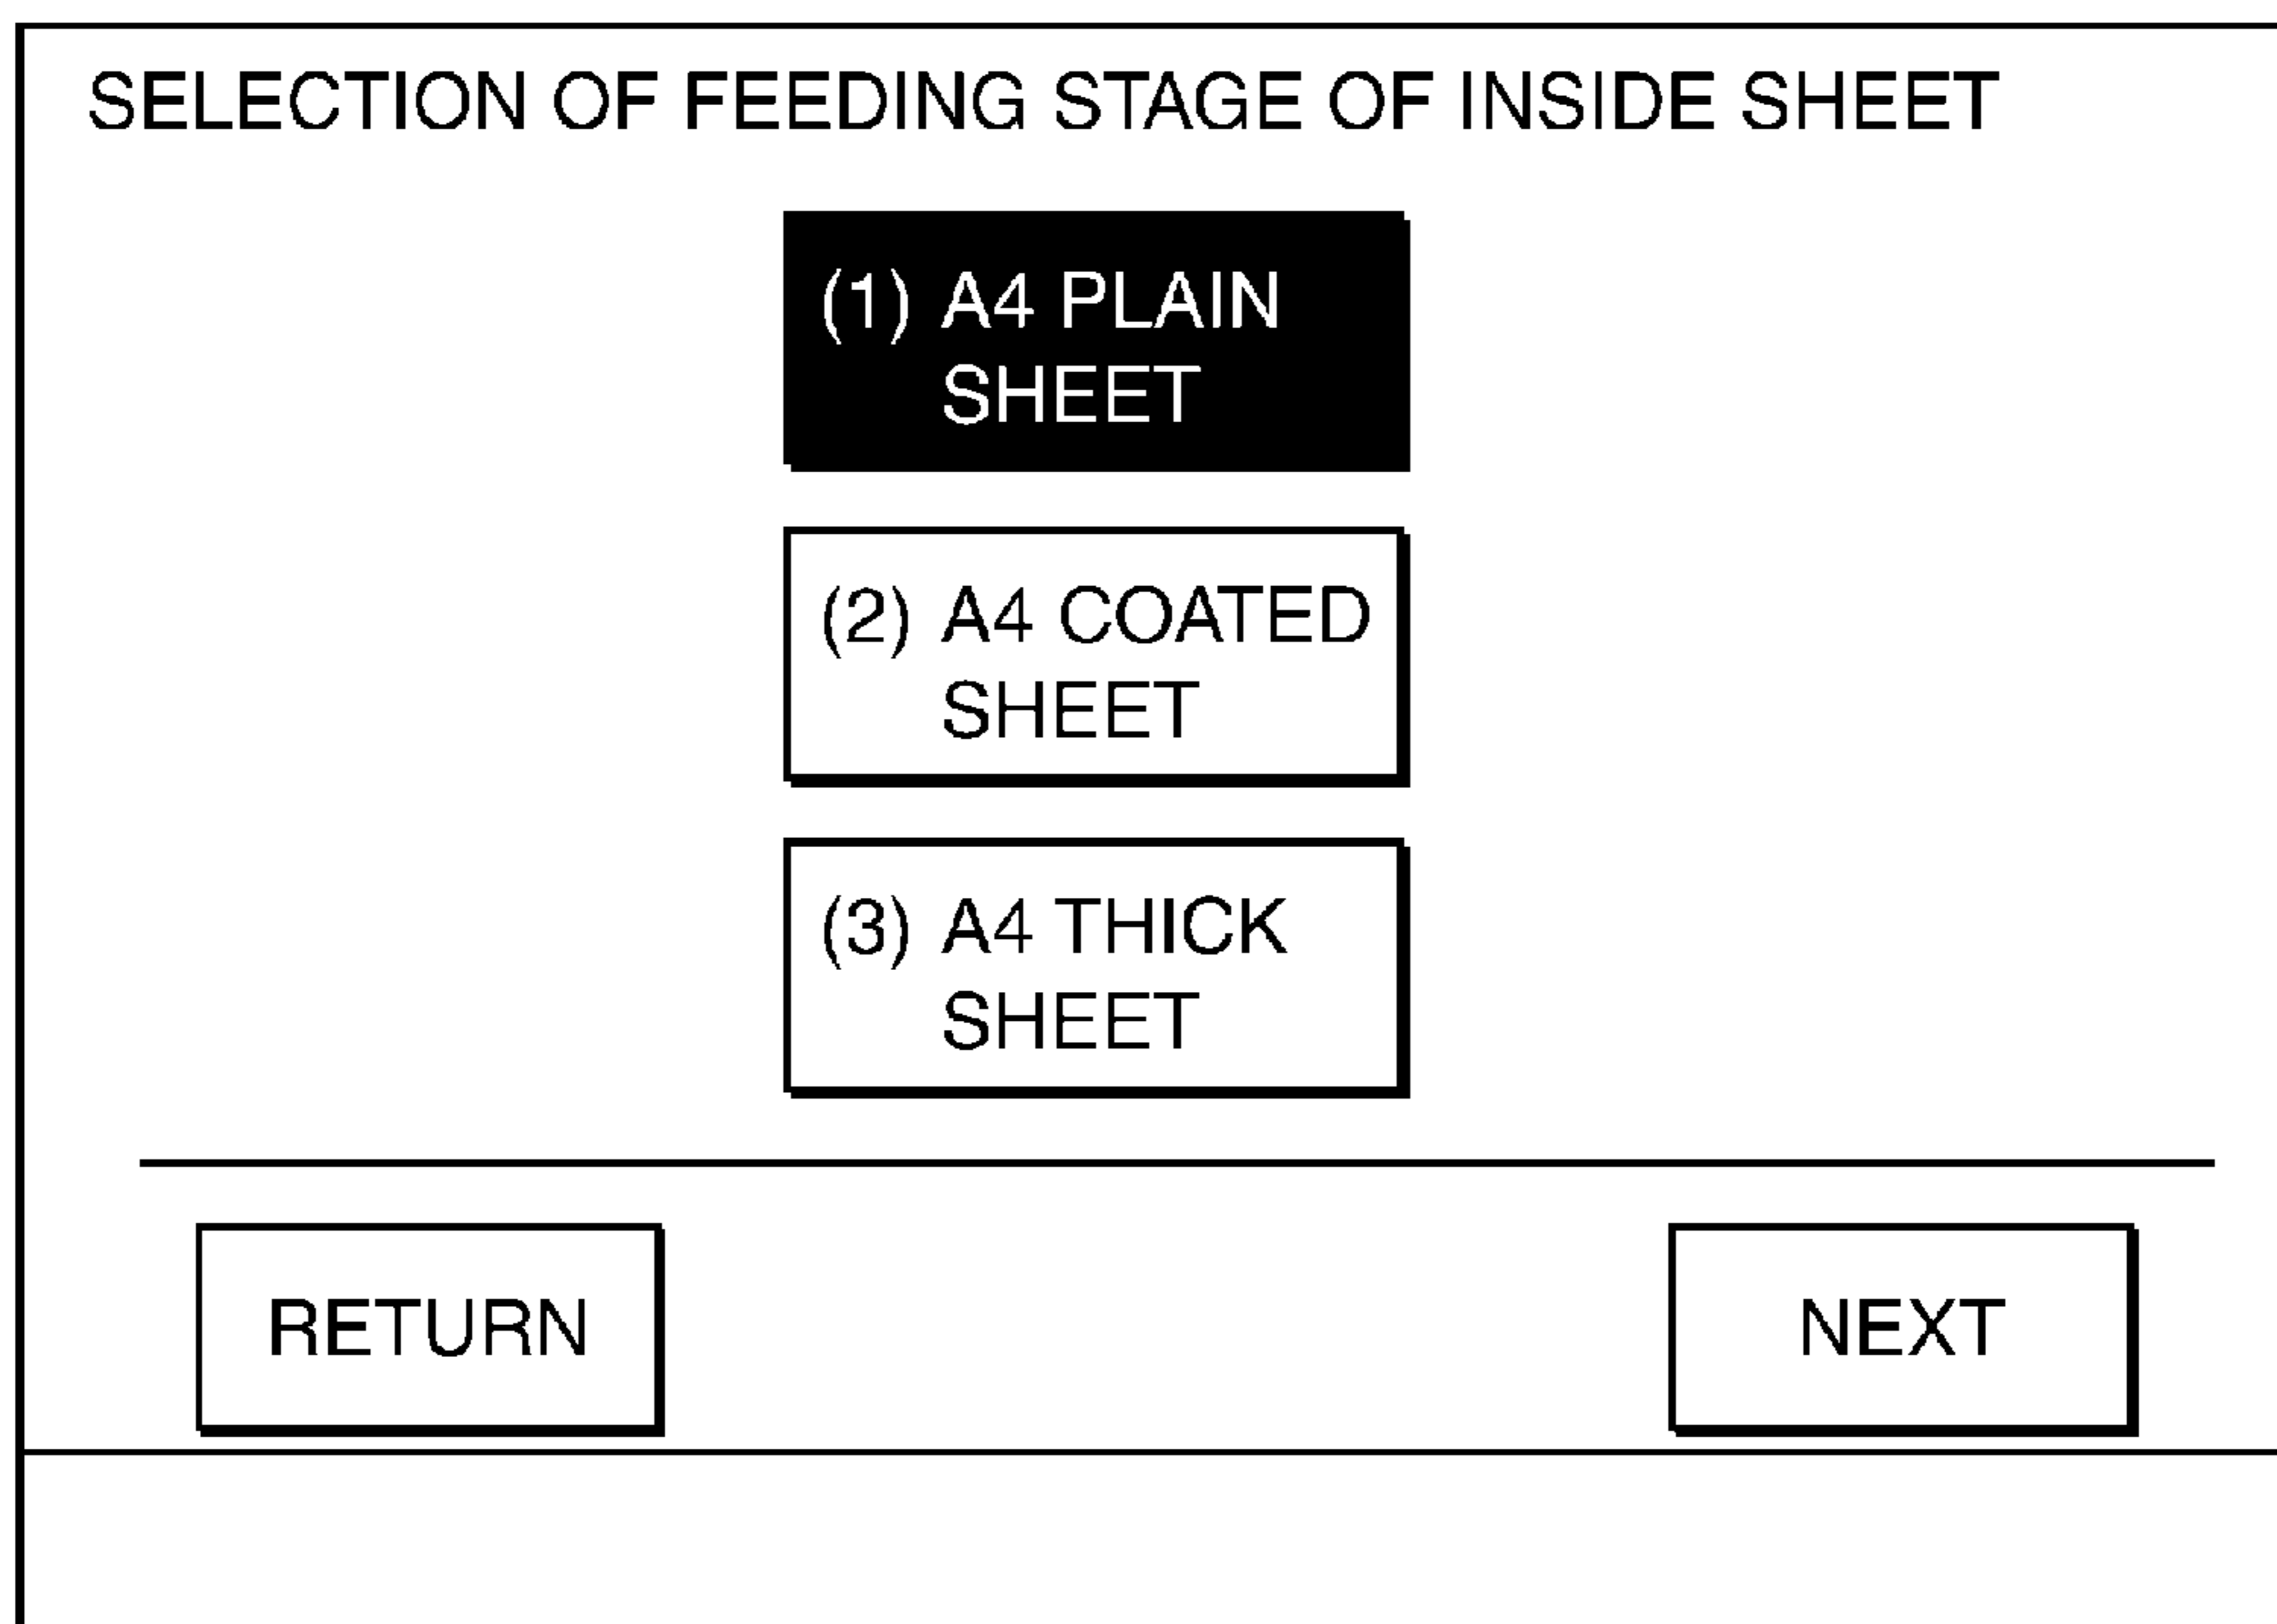 SELECTION OF FEEDING STAGE OF INSIDE SHEET
(1) A4 PLAIN
SHEET
(2) A4 COATED
SHEET
(3) A4 THICK
SHEET
RETURN
NEXT